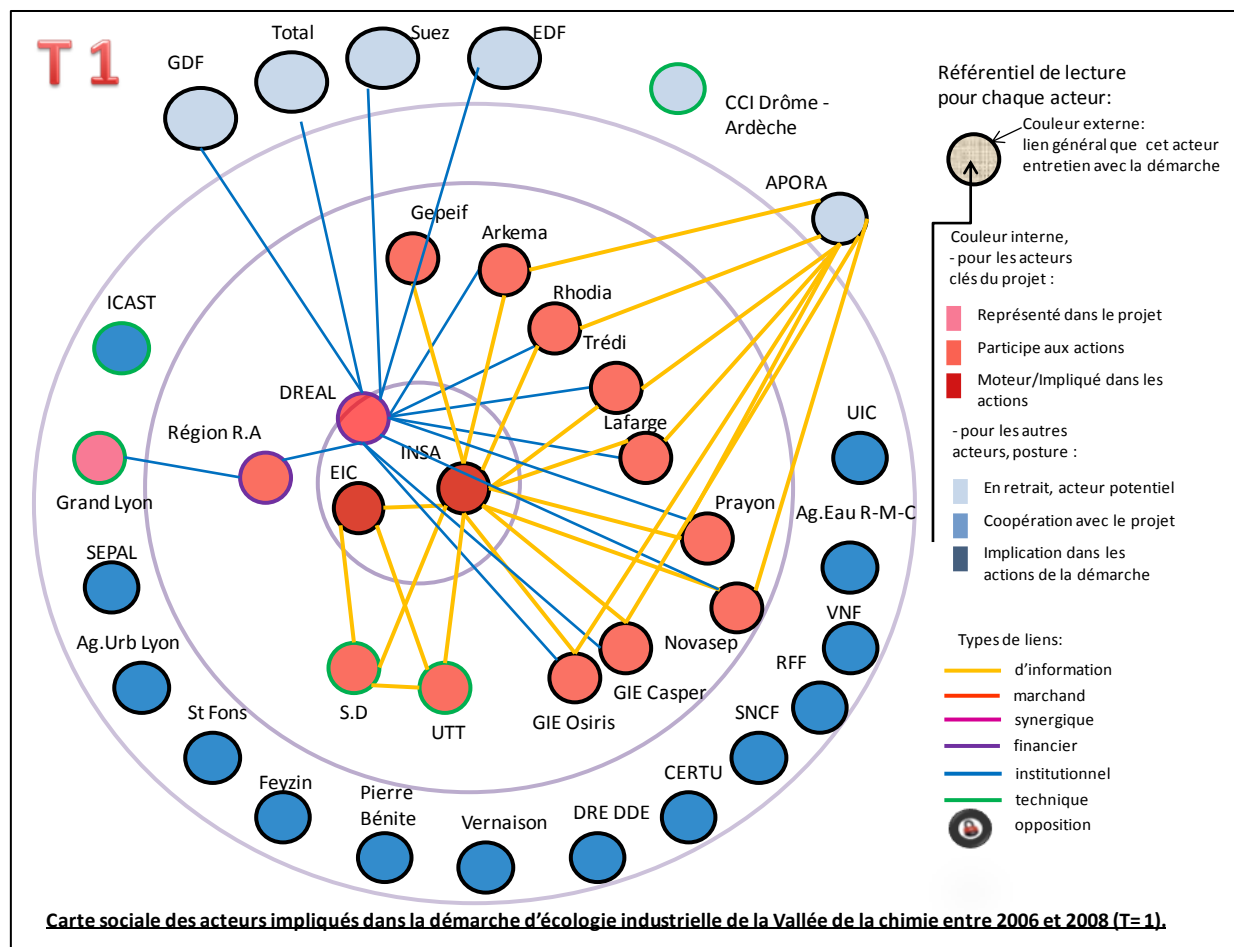 T 1
GDF
Total
Suez
EDF
CCI Drôme -
Ardèche
APORA
Gepeif
Arkema
Rhodia
Trédi
Lafarge
ICAST
DREAL
INSA
EIC
Région R.A
Grand Lyon
UIC
Prayon
Ag.Eau R-M-C
SEPAL
VNF
Novasep
Ag.Urb Lyon
RFF
GIE Casper
S.D
UTT
GIE Osiris
St Fons
SNCF
Feyzin
CERTU
Pierre
Bénite
Vernaison
DRE DDE
Référentiel de lecture
pour chaque acteur:
Couleur externe:
lien général que cet acteur
entretien avec la démarche
Couleur interne,
- pour les acteurs
clés du projet :
Représenté dans le projet
Participe aux actions
Moteur/Impliqué dans les
actions
- pour les autres
acteurs, posture :
En retrait, acteur potentiel
Coopération avec le projet
Implication dans les
actions de la démarche
Types de liens:
d'information
marchand
synergique
financier
institutionnel
technique
opposition
Carte sociale des acteurs impliqués dans la démarche d'écologie industrielle de la Vallée de la chimie entre 2006 et 2008 (T= 1).